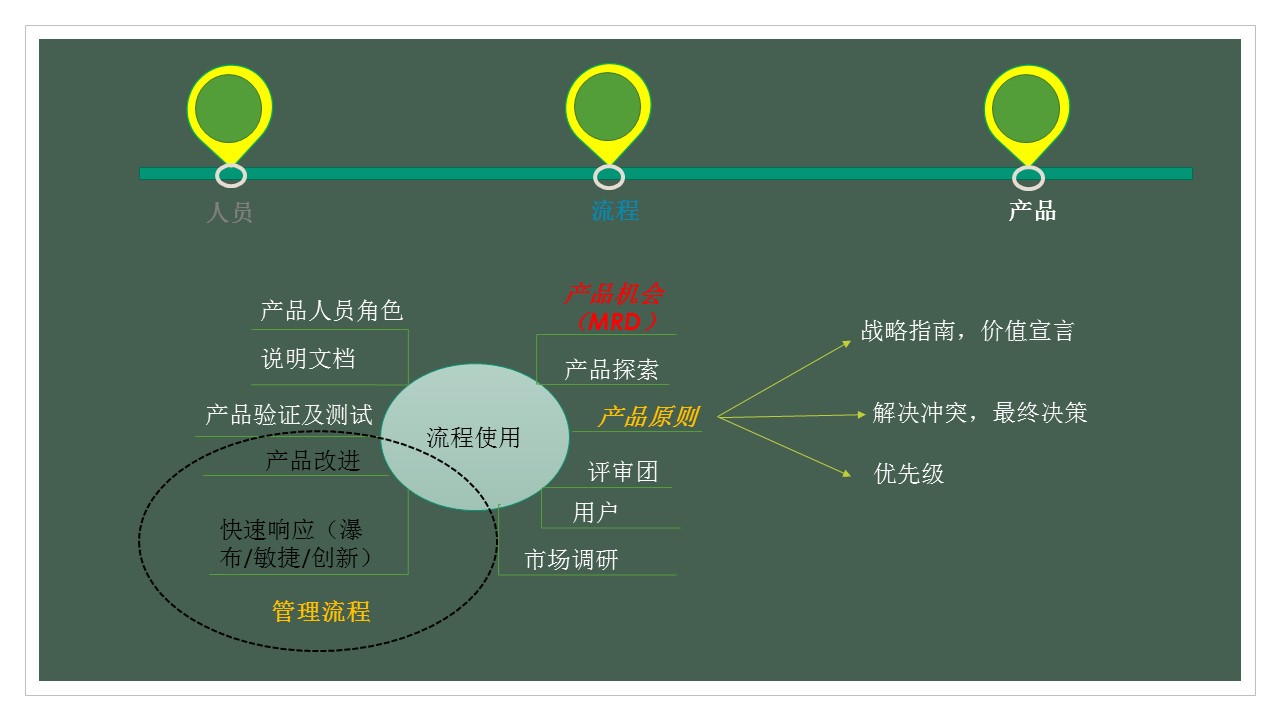 人员
流程
产品
产品人员角色
说明文档
产品验证及测试
产品改进
快速响应（瀑
布/敏捷/创新）
管理流程
流程使用
产品机会
（MRD）
产品探索
产品原则
评审团
用户
市场调研
战略指南，价值宣言
解决冲突，最终决策
优先级